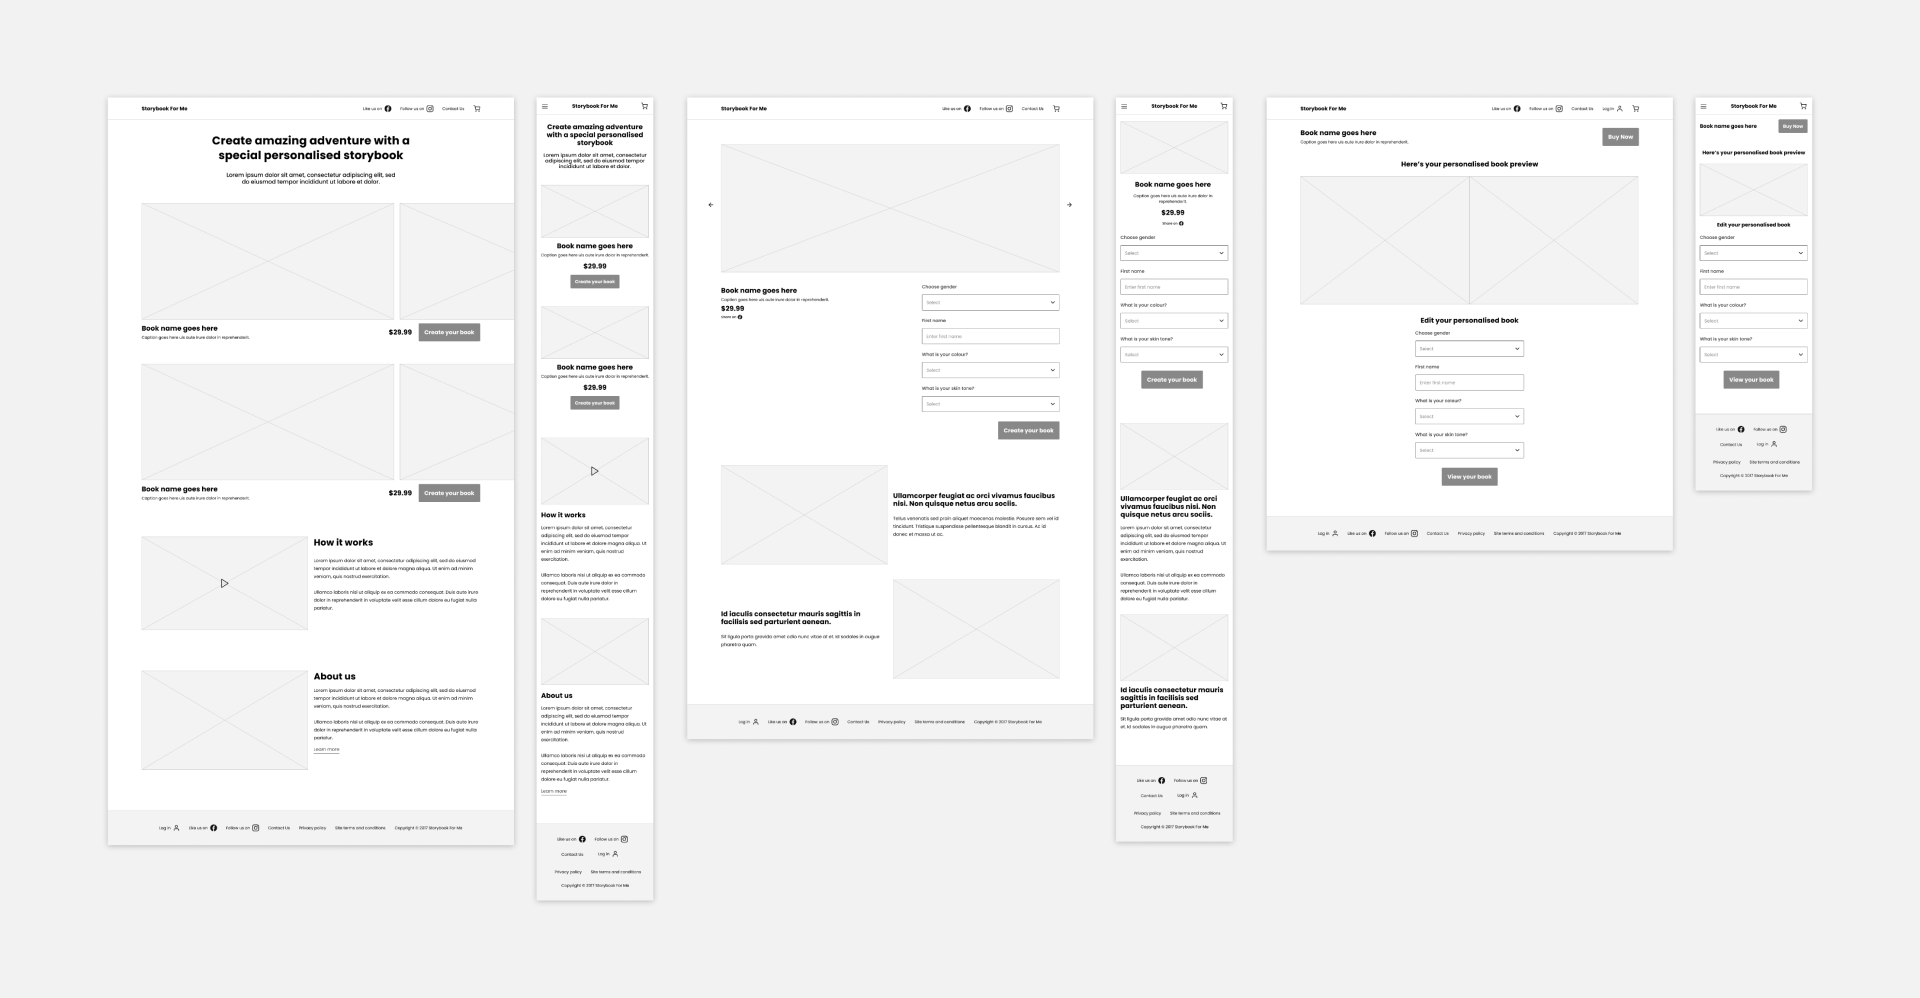 Storybook For Me
Like us on
Follow us on
Contact Us
Create amazing adventure with a
special personalised storybook
Lorem ipsum dolor sit amet, consectetur adipiscing elit, sed
do eiusmod tempor incididunt ut labore et dolor.
Book name goes here
Caption goes here uis aute irure dolor in reprehenderit.
$29.99
Create your book
Book name goes here
Caption goes here uis aute irure dolor in reprehenderit.
$29.99
Create your book
How it works
Lorem ipsum dolor sit amet, consectetur adipiscing elit, sed do eiusmod
tempor incididunt ut labore et dolore magna aliqua. Ut enim ad minim
veniam, quis nostrud exercitation.
Ullamco laboris nisi ut aliquip ex ea commodo consequat. Duis aute irure
dolor in reprehenderit in voluptate velit esse cillum dolore eu fugiat nulla
pariatur.
About us
Lorem ipsum dolor sit amet, consectetur adipiscing elit, sed do eiusmod
tempor incididunt ut labore et dolore magna aliqua. Ut enim ad minim
veniam, quis nostrud exercitation.
Ullamco laboris nisi ut aliquip ex ea commodo consequat. Duis aute irure
dolor in reprehenderit in voluptate velit esse cillum dolore eu fugiat nulla
pariatur.
Learn more
Log in
Like us on
Follow us on
Contact Us
Privacy policy
Site terms and conditions
Copyright © 2017 Storybook For Me
Storybook For Me
Create amazing adventure
with a special personalised
storybook
Lorem ipsum dolor sit amet, consectetur
adipiscing elit, sed do eiusmod tempor
incididunt ut labore et dolor.
Book name goes here
Caption goes here uis aute irure dolor in reprehenderit.
$29.99
Create your book
Book name goes here
Caption goes here uis aute irure dolor in reprehenderit.
$29.99
Create your book
How it works
Lorem ipsum dolor sit amet, consectetur
adipiscing elit, sed do eiusmod tempor
incididunt ut labore et dolore magna aliqua. Ut
enim ad minim veniam, quis nostrud
exercitation.
Ullamco laboris nisi ut aliquip ex ea commodo
consequat. Duis aute irure dolor in
reprehenderit in voluptate velit esse cillum
dolore eu fugiat nulla pariatur.
About us
Lorem ipsum dolor sit amet, consectetur
adipiscing elit, sed do eiusmod tempor
incididunt ut labore et dolore magna aliqua. Ut
enim ad minim veniam, quis nostrud
exercitation.
Ullamco laboris nisi ut aliquip ex ea commodo
consequat. Duis aute irure dolor in
reprehenderit in voluptate velit esse cillum
dolore eu fugiat nulla pariatur.
Learn more
Like us on
Follow us on
Contact Us
Log in
Privacy policy
Site terms and conditions
Copyright © 2017 Storybook For Me
Storybook For Me
Like us on
Follow us on
Contact Us
Book name goes here
Caption goes here uis aute irure dolor in reprehenderit.
$29.99
Share on
Choose gender
Select
First name
Enter first name
What is your colour?
Select
What is your skin tone?
Select
Create your book
Ullamcorper feugiat ac orci vivamus faucibus
nisi. Non quisque netus arcu sociis.
Tellus venenatis sed proin aliquet maecenas molestie. Posuere sem vel id
tincidunt. Tristique suspendisse pellentesque blandit in cursus. Ac id
donec et massa ut ac.
Id iaculis consectetur mauris sagittis in
facilisis sed parturient aenean.
Sit ligula porta gravida amet odio nunc vitae at et. Id sodales in augue
pharetra quam.
Log in
Like us on
Follow us on
Contact Us
Privacy policy
Site terms and conditions
Copyright © 2017 Storybook For Me
Storybook For Me
Book name goes here
Caption goes here uis aute irure dolor in
reprehenderit.
$29.99
Share on
Choose gender
Select
First name
Enter first name
What is your colour?
Select
What is your skin tone?
Select
Create your book
Ullamcorper feugiat ac orci
vivamus faucibus nisi. Non
quisque netus arcu sociis.
Lorem ipsum dolor sit amet, consectetur
adipiscing elit, sed do eiusmod tempor
incididunt ut labore et dolore magna aliqua. Ut
enim ad minim veniam, quis nostrud
exercitation.
Ullamco laboris nisi ut aliquip ex ea commodo
consequat. Duis aute irure dolor in
reprehenderit in voluptate velit esse cillum
dolore eu fugiat nulla pariatur.
Id iaculis consectetur mauris
sagittis in facilisis sed
parturient aenean.
Sit ligula porta gravida amet odio nunc vitae at
et. Id sodales in augue pharetra quam.
Like us on
Follow us on
Contact Us
Log in
Privacy policy
Site terms and conditions
Copyright © 2017 Storybook For Me
Storybook For Me
Like us on
Follow us on
Contact Us
Log in
Book name goes here
Caption goes here uis aute irure dolor in reprehenderit.
Buy Now
Here's your personalised book preview
Edit your personalised book
Choose gender
Select
First name
Enter first name
What is your colour?
Select
What is your skin tone?
Select
View your book
Log in
Like us on
Follow us on
Contact Us
Privacy policy
Site terms and conditions
Copyright © 2017 Storybook For Me
Storybook For Me
Book name goes here
Buy Now
Here's your personalised book preview
Edit your personalised book
Choose gender
Select
First name
Enter first name
What is your colour?
Select
What is your skin tone?
Select
View your book
Like us on
Follow us on
Contact Us
Log in
Privacy policy
Site terms and conditions
Copyright © 2017 Storybook For Me